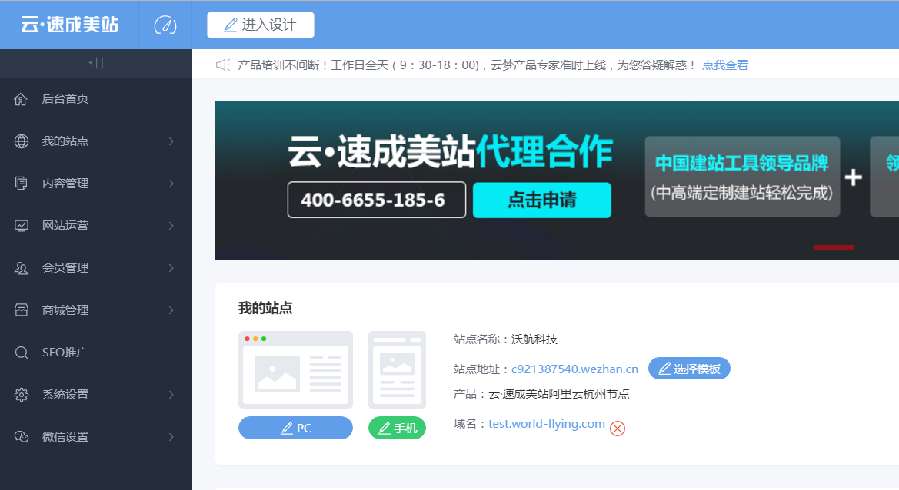 云·速成美站
进入设计
产品培训不间断！工作日全天（9：30-18：00)，云梦产品专家准时上线，为您答疑解惑！ 点我查看
后台首页
我的站点
内容管理
网站运营
会员管理
商城管理
SEO推广
系统设置
微信设置
云·速成美站代理合作
400-6655-185-6
点击申请
中国建站工具领导品牌
(中高端定制建站轻松完成)
+
领
我的站点
PC
手机
站点名称：沃航科技
站点地址：c921387540.wezhan.cn
选择模板
产品：云·速成美站阿里云杭州节点
域名：test.world-flying.com